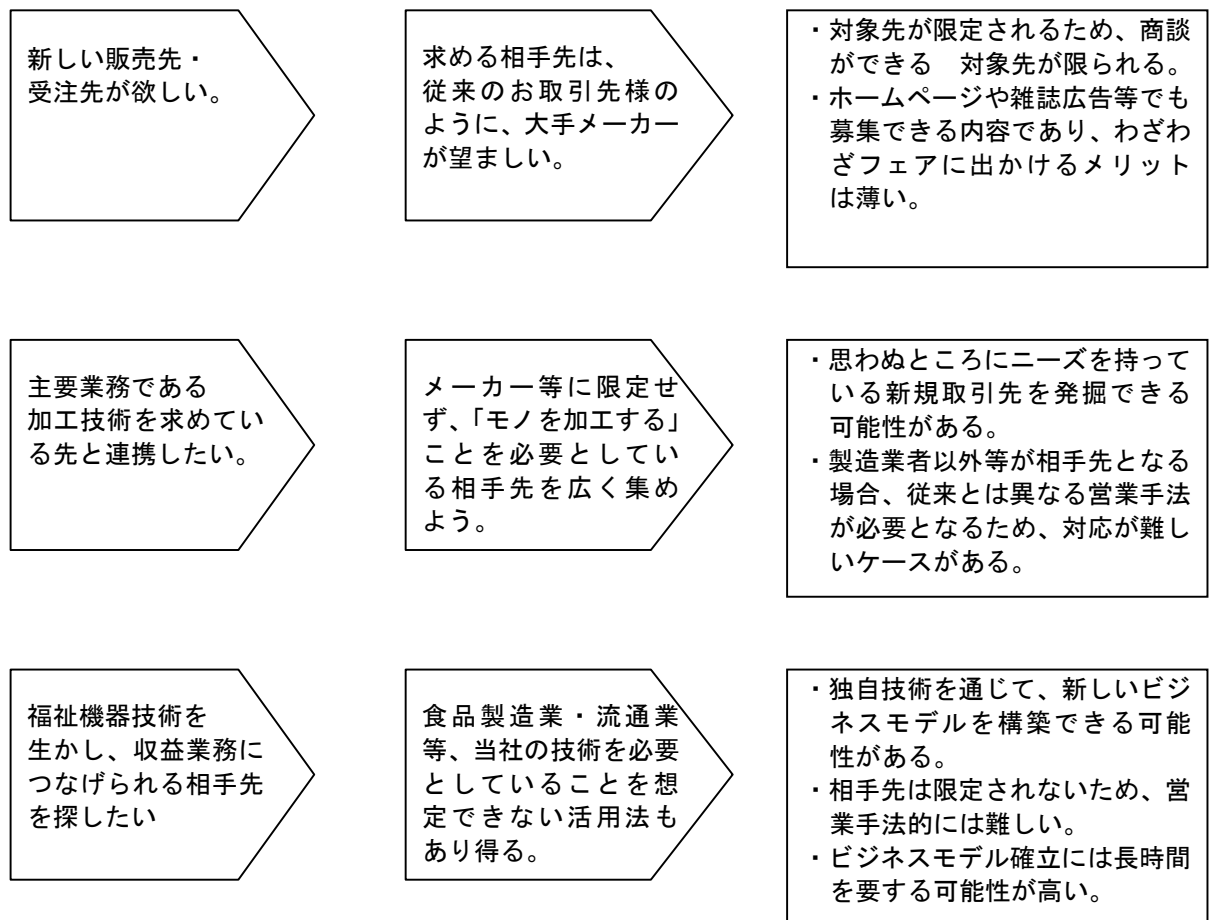 新しい販売先・
受注先が欲しい。
求める相手先は、
従来のお取引先様の
ように、大手メーカー
が望ましい。
・対象先が限定されるため、商談
ができる　対象先が限られる。
・ホームページや雑誌広告等でも
募集できる内容であり、わざわ
ざフェアに出かけるメリット
は薄い。
主要業務である
加工技術を求めてい
る先と連携したい。
メーカー等に限定せ
ず、「モノを加工する」
ことを必要としてい
る相手先を広く集め
よう。
・思わぬところにニーズを持って
いる新規取引先を発掘できる
可能性がある。
・製造業者以外等が相手先となる
場合、従来とは異なる営業手法
が必要となるため、対応が難し
いケースがある。
福祉機器技術を
生かし、収益業務に
つなげられる相手先
を探したい
食品製造業・流通業
等、当社の技術を必要
としていることを想
定できない活用法も
あり得る。
・独自技術を通じて、新しいビジ
ネスモデルを構築できる可能
性がある。
・相手先は限定されないため、営
業手法的には難しい。
・ビジネスモデル確立には長時間
を要する可能性が高い。